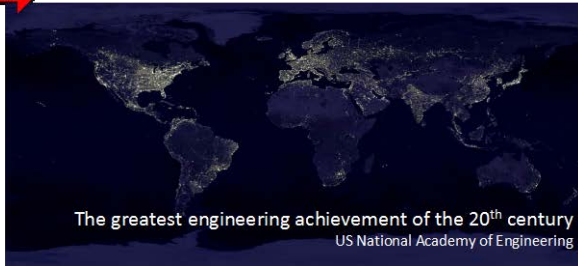 The greatest engineering achievement of the 20th century
US National Academy of Engineering